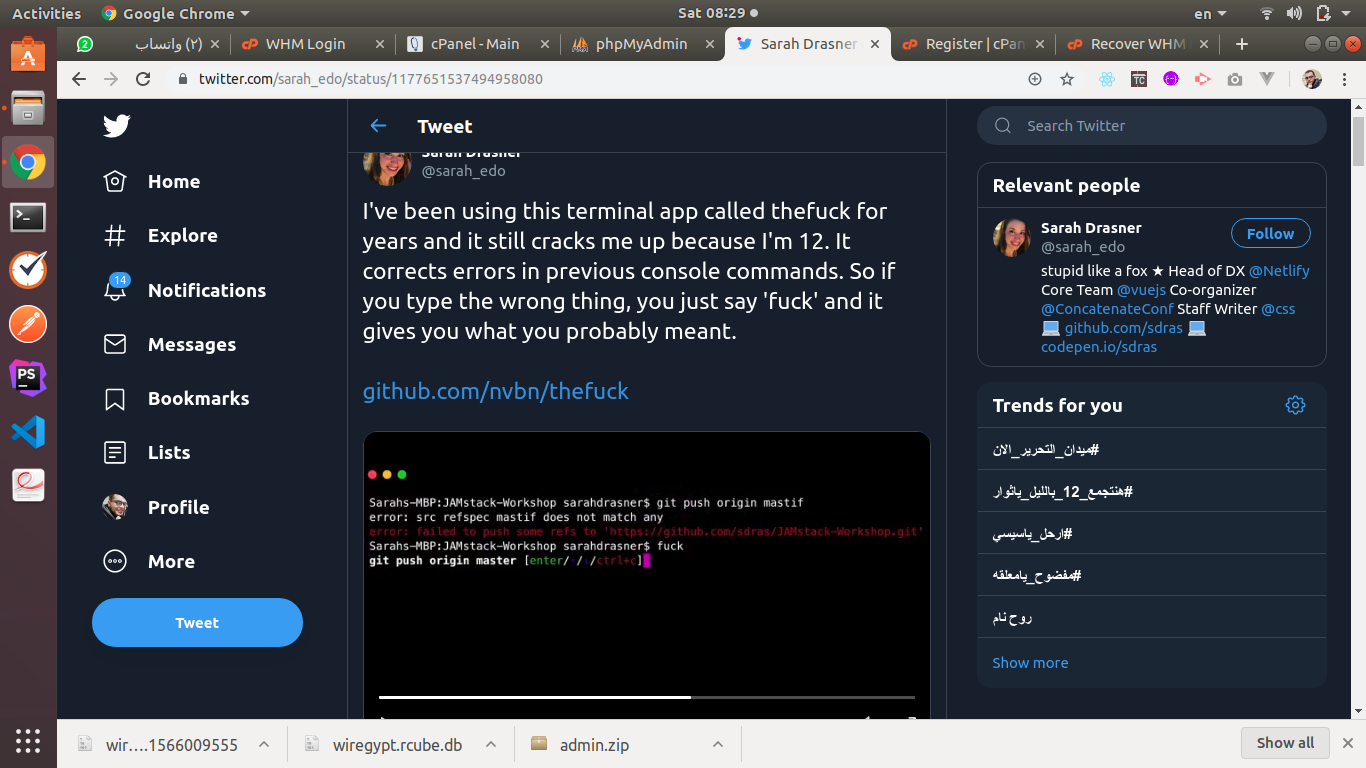 Activities
Google Chrome
Sat 08:29
en
2
(٢) واتساب
WHM Login
cPanel - Main
phpMyAdmin
Sarah Drasner
Register | cPan
Recover WHM
twitter.com/sarah_edo/status/1177651537494958080
TC
Home
Explore
14
Notifications
Messages
Bookmarks
Lists
Profile
More
Tweet
PS
Tweet
Sarah Drasner
@sarah_edo
I've been using this terminal app called thefuck for
years and it still cracks me up because I'm 12. It
corrects errors in previous console commands. So if
you type the wrong thing, you just say 'fuck' and it
gives you what you probably meant.
github.com/nvbn/thefuck
Sarahs-MBP:JAMstack-Workshop sarahdrasner$ git push origin mastif
error: src refspec mastif does not match any
error: failed to push some refs to 'https://github.com/sdras/JAMstack-Workshop.git'
Sarahs-MBP:JAMstack-Workshop sarahdrasner$ fuck
git push origin master [enter/ / /ctrl+c]
Search Twitter
Relevant people
Sarah Drasner
@sarah_edo
Follow
stupid like a fox ★ Head of DX @Netlify
Core Team @vuejs Co-organizer
@ConcatenateConf Staff Writer @css
💻 github.com/sdras 💻
codepen.io/sdras
Trends for you
#ميدان_التحرير_الان
#هنتجمع_12_بالليل_ياثوار
#ارحل_ياسيسي
#مفضوح_يامعلقه
روح نام
Show more
wir....1566009555
wiregypt.rcube.db
admin.zip
Show all